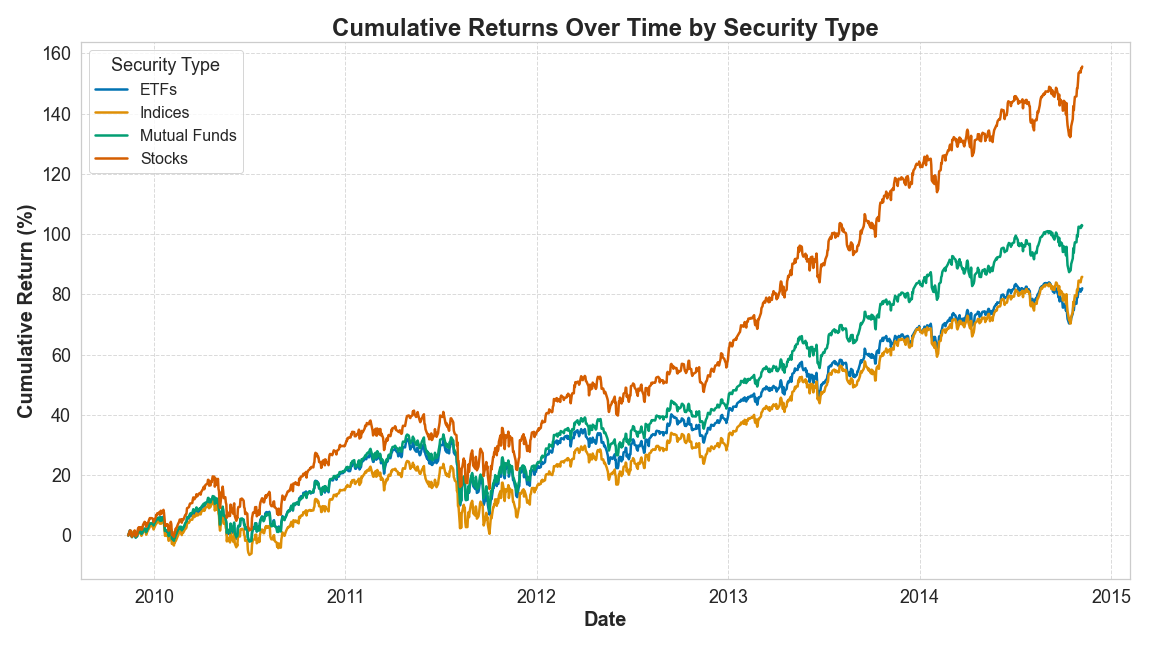 Cumulative Returns Over Time by Security Type
Security Type
ETFs
Indices
Mutual Funds
Stocks
Cumulative Return (%)
160
140
120
100
80
60
40
20
0
2010 2011 2012 2013 2014 2015
Date